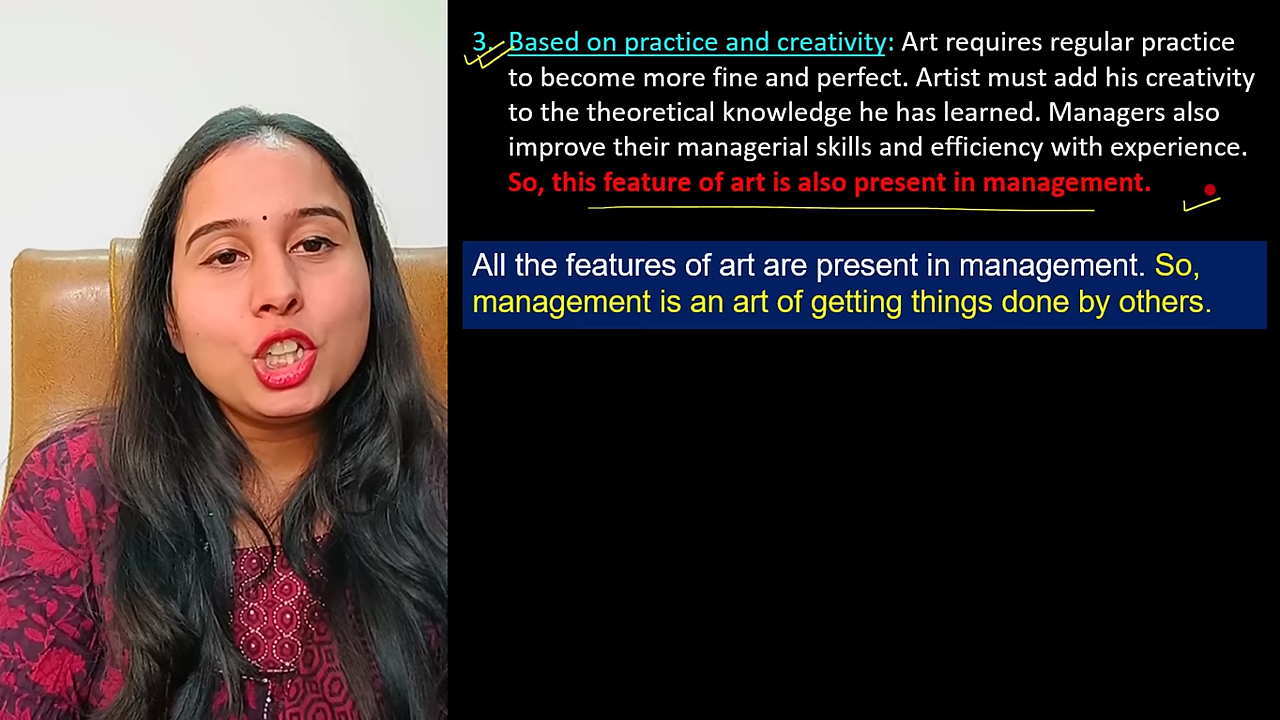 3. Based on practice and creativity: Art requires regular practice
to become more fine and perfect. Artist must add his creativity
to the theoretical knowledge he has learned. Managers also
improve their managerial skills and efficiency with experience.
So, this feature of art is also present in management.
All the features of art are present in management. So,
management is an art of getting things done by others.